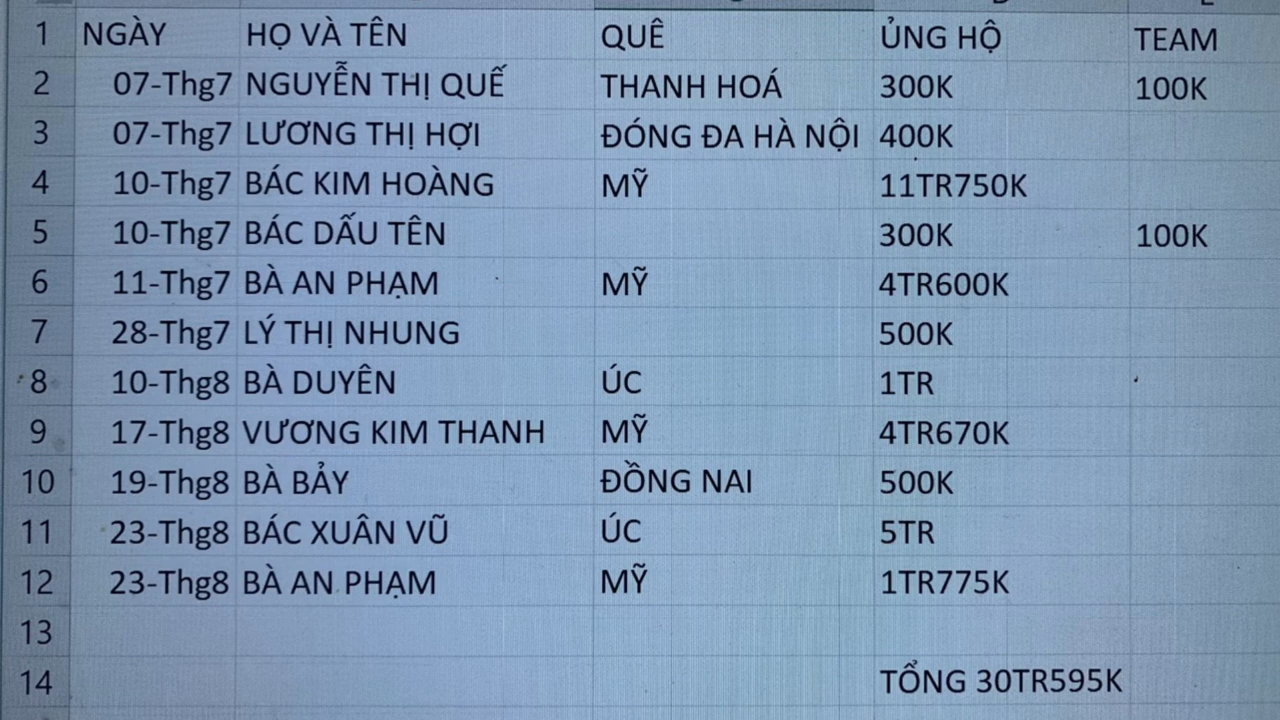 1 NGÀY HỌ VÀ TÊN QUÊ ỦNG HỘ TEAM
2 07-Thg7 NGUYỄN THỊ QUẾ THANH HOÁ 300K 100K
3 07-Thg7 LƯƠNG THỊ HỢI ĐÓNG ĐA HÀ NỘI 400K
4 10-Thg7 BÁC KIM HOÀNG MỸ 11TR750K
5 10-Thg7 BÁC DẤU TÊN 300K 100K
6 11-Thg7 BÀ AN PHẠM MỸ 4TR600K
7 28-Thg7 LÝ THỊ NHUNG 500K
8 10-Thg8 BÀ DUYÊN ÚC 1TR
9 17-Thg8 VƯƠNG KIM THANH MỸ 4TR670K
10 19-Thg8 BÀ BẢY ĐỒNG NAI 500K
11 23-Thg8 BÁC XUÂN VŨ ÚC 5TR
12 23-Thg8 BÀ AN PHẠM MỸ 1TR775K
13
14 TỔNG 30TR595K